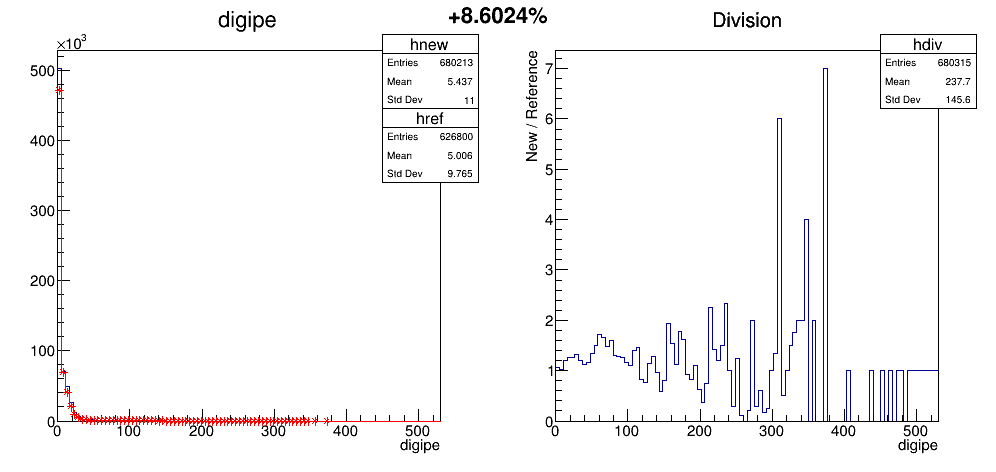 +8.6024%
digipe
×10³
hnew
Entries 680213
Mean 5.437
Std Dev 11
href
Entries 626800
Mean 5.006
Std Dev 9.765
500
400
300
200
100
0
0 100 200 300 400 500
digipe
Division
hdiv
Entries 680315
Mean 237.7
Std Dev 145.6
New / Reference
7
6
5
4
3
2
1
0
0 100 200 300 400 500
digipe